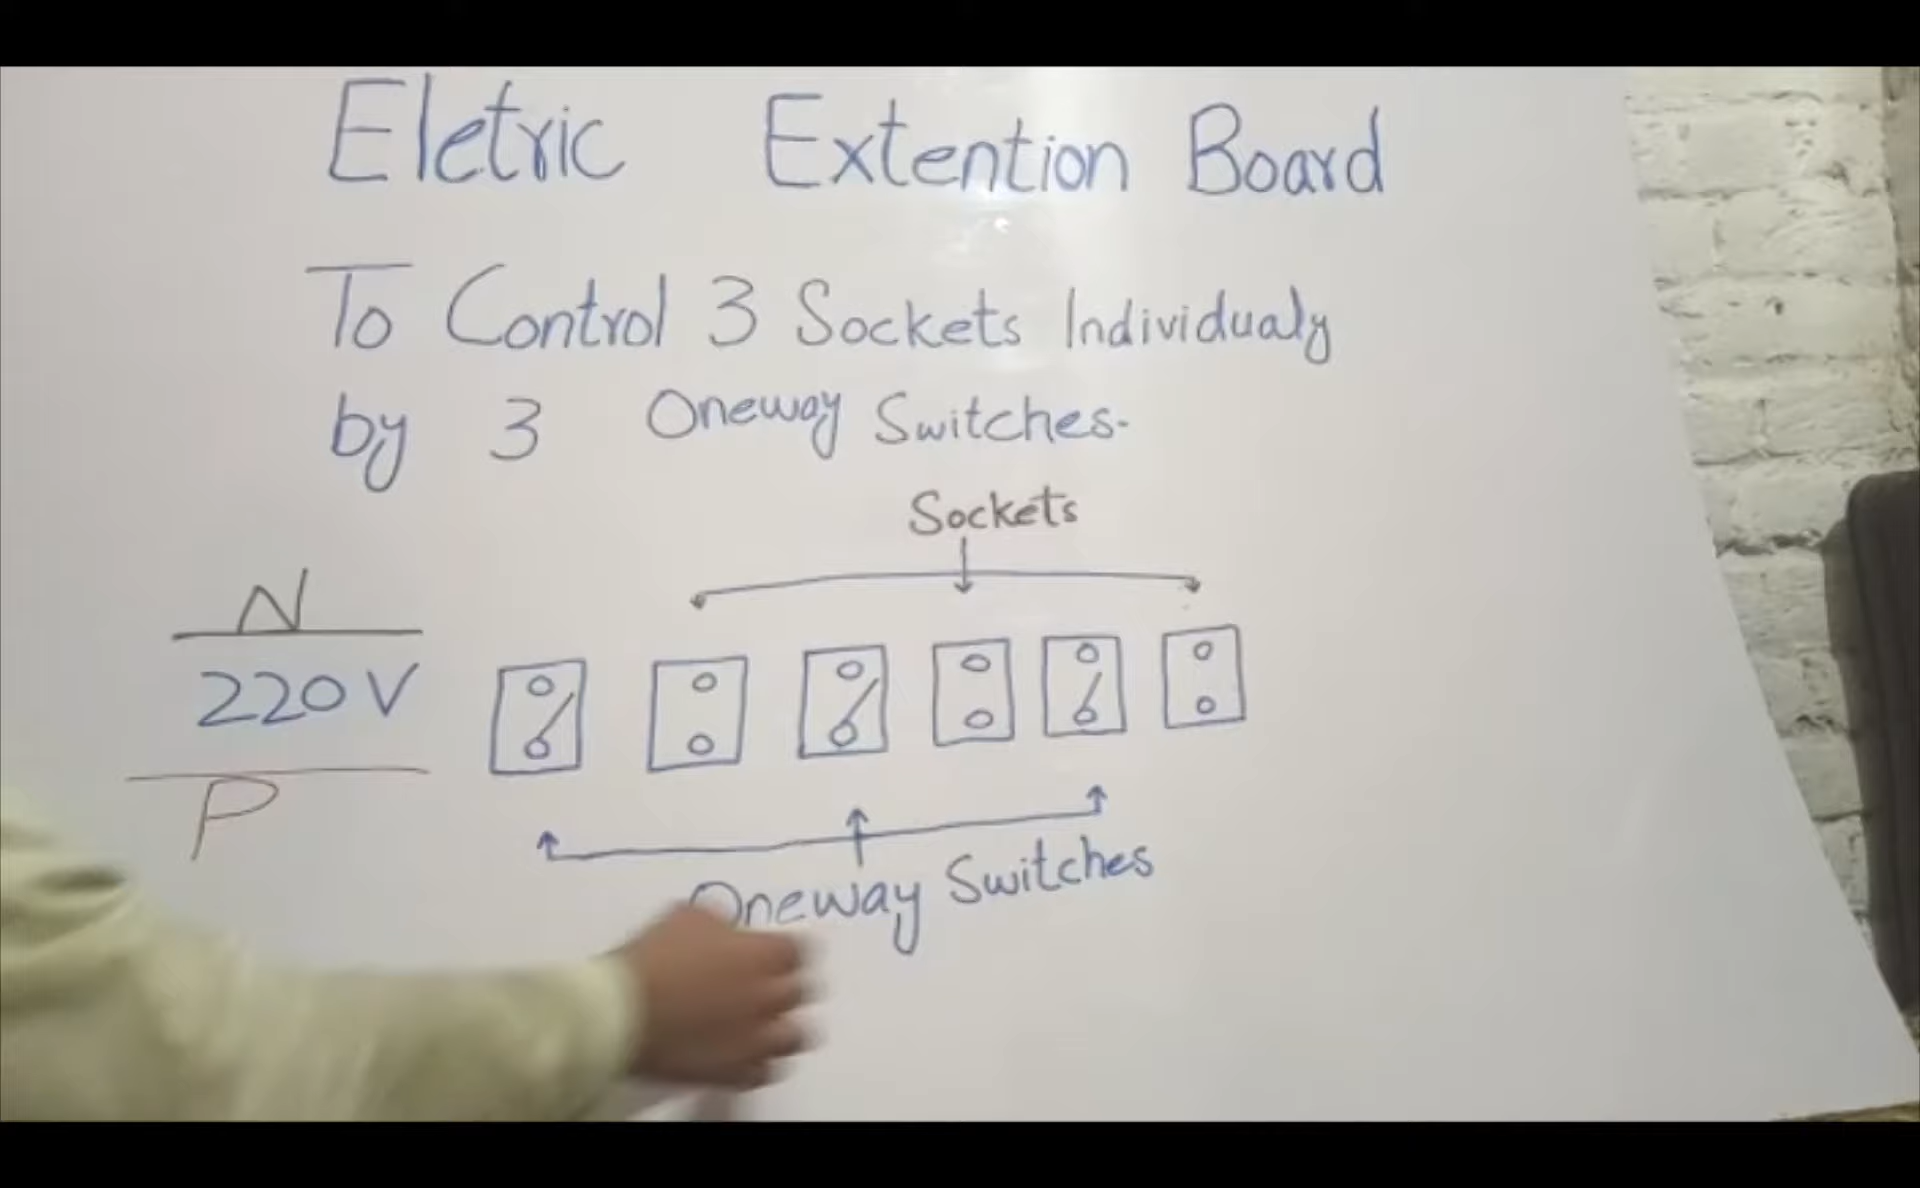 Eletric Extention Board
To Control 3 Sockets Individualy
by 3 Oneway Switches.
Sockets
N
220V
P
Oneway Switches